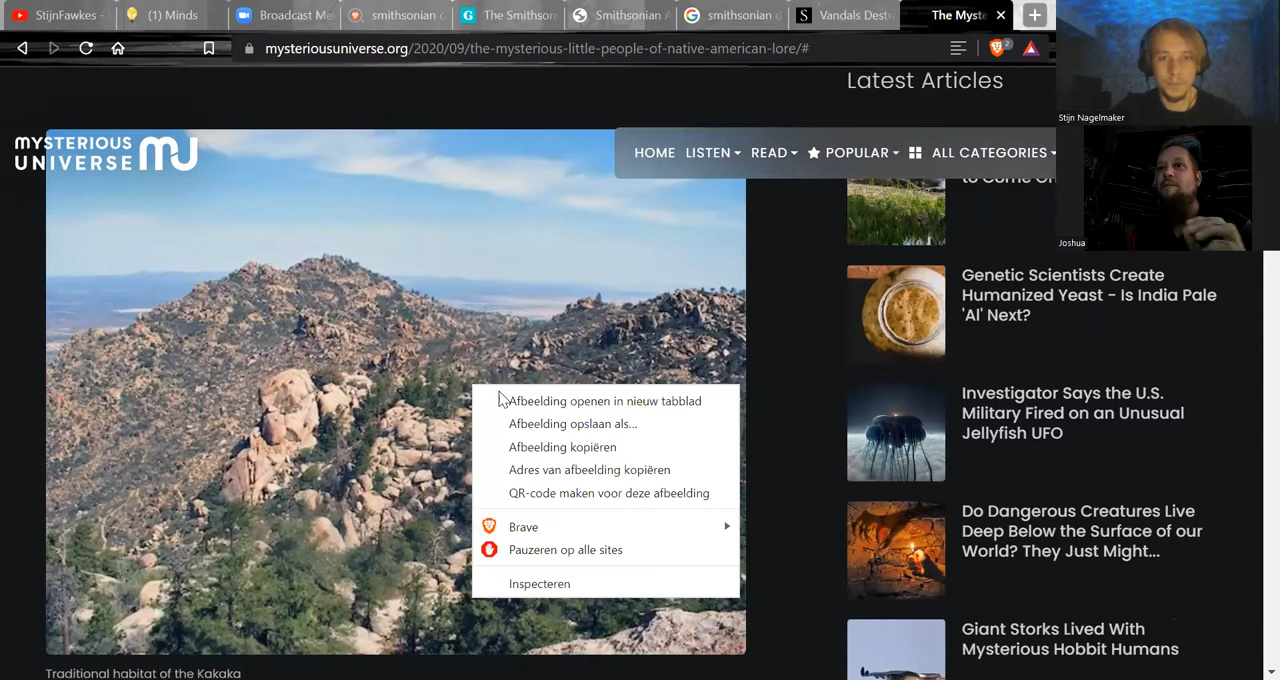 StijnFawkes -
(1) Minds
Broadcast Me
smithsonian c
The Smithson
Smithsonian A
smithsonian d
Vandals Destr
The Myste
mysteriousuniverse.org/2020/09/the-mysterious-little-people-of-native-american-lore/#
2
Stijn Nagelmaker
Joshua
MYSTERIOUS
UNIVERSE
HOME LISTEN READ POPULAR ALL CATEGORIES
Afbeelding openen in nieuw tabblad
Afbeelding opslaan als...
Afbeelding kopiëren
Adres van afbeelding kopiëren
QR-code maken voor deze afbeelding
Brave
Pauzeren op alle sites
Inspecteren
Traditional habitat of the Kakaka
Latest Articles
to Come
Genetic Scientists Create
Humanized Yeast - Is India Pale
'Al' Next?
Investigator Says the U.S.
Military Fired on an Unusual
Jellyfish UFO
Do Dangerous Creatures Live
Deep Below the Surface of our
World? They Just Might...
Giant Storks Lived With
Mysterious Hobbit Humans